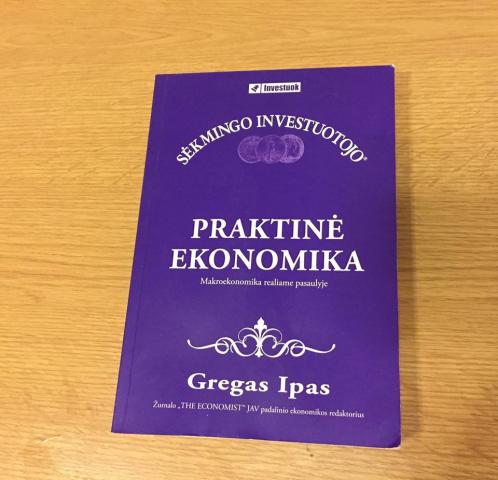 Investuok
SĖKMINGO INVESTUOTOJO®
PRAKTINĖ
EKONOMIKA
Makroekonomika realiame pasaulyje
Gregas Ipas
Žurnalo „THE ECONOMIST“ JAV padalinio ekonomikos redaktorius